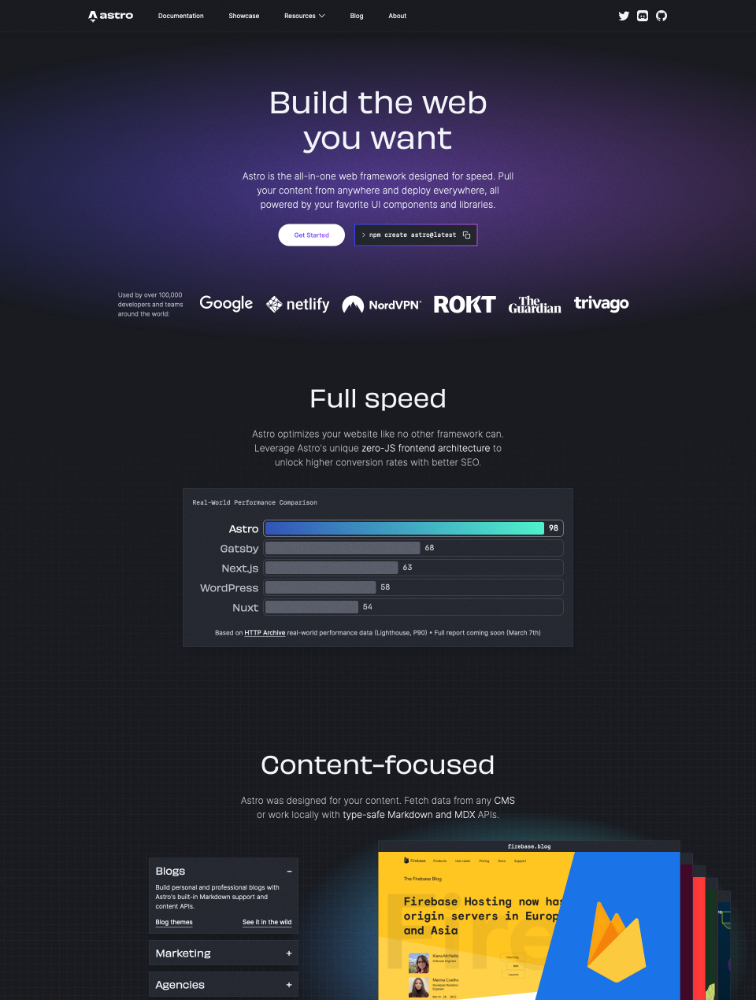 astro
Documentation
Showcase
Resources
Blog
About
Build the web
you want
Astro is the all-in-one web framework designed for speed. Pull
your content from anywhere and deploy everywhere, all
powered by your favorite UI components and libraries.
Get Started
> npm create astro@latest
Used by over 100,000
developers and teams
around the world:
Google
netlify
NordVPN
ROKT
The
Guardian
trivago
Full speed
Astro optimizes your website like no other framework can.
Leverage Astro's unique zero-JS frontend architecture to
unlock higher conversion rates with better SEO.
Real-World Performance Comparison
Astro 98
Gatsby 68
Next.js 63
WordPress 58
Nuxt 54
Based on HTTP Archive real-world performance data (Lighthouse, P90) • Full report coming soon (March 7th)
Content-focused
Astro was designed for your content. Fetch data from any CMS
or work locally with type-safe Markdown and MDX APIs.
Blogs −
Build personal and professional blogs with
Astro's built-in Markdown support and
content APIs.
Blog themes
See it in the wild
Marketing +
Agencies +
firebase.blog
Firebase
Products
Use cases
Pricing
Docs
Support
The Firebase Blog
Firebase Hosting now has
origin servers in Europ
and Asia